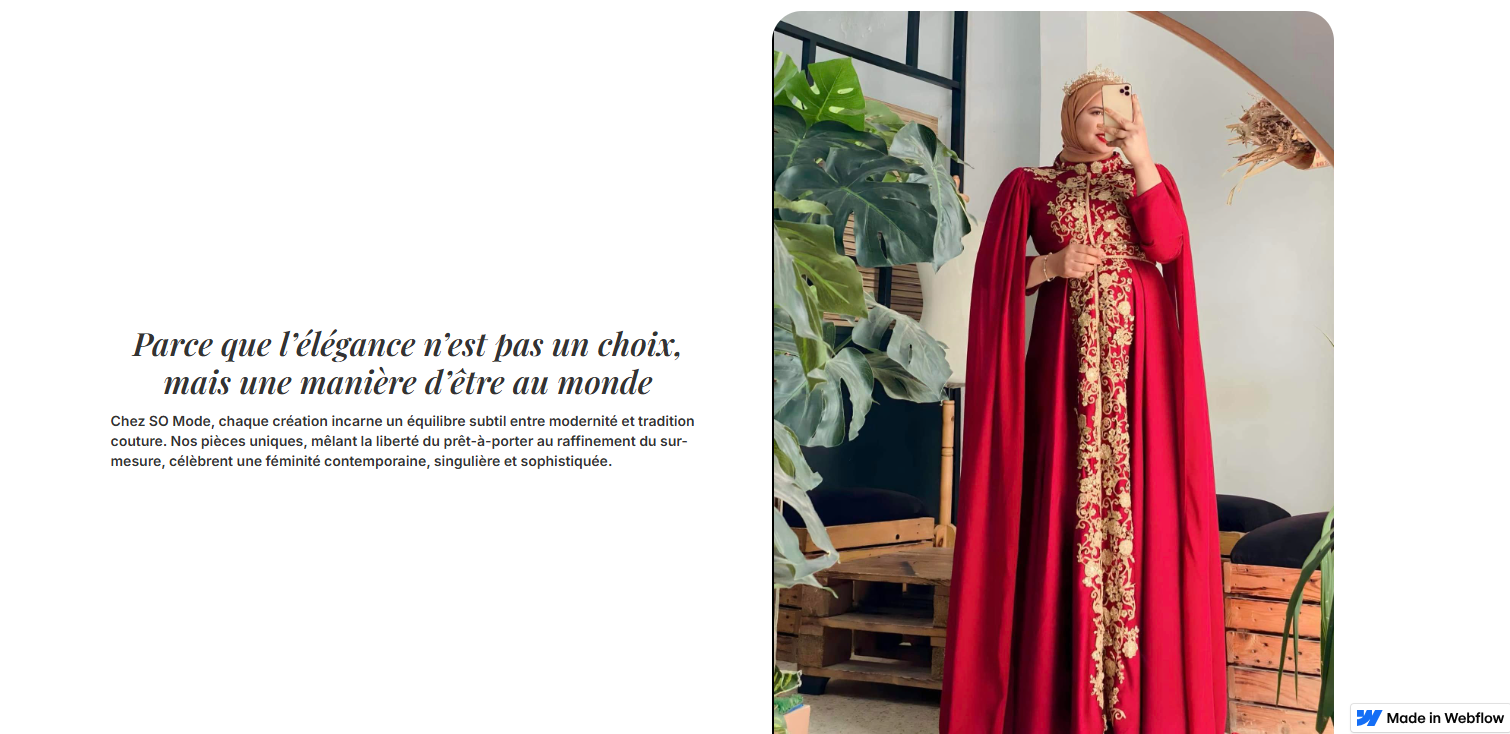 Parce que l’élégance n’est pas un choix,
mais une manière d’être au monde
Chez SO Mode, chaque création incarne un équilibre subtil entre modernité et tradition
couture. Nos pièces uniques, mêlant la liberté du prêt-à-porter au raffinement du sur-
mesure, célèbrent une féminité contemporaine, singulière et sophistiquée.
Made in Webflow